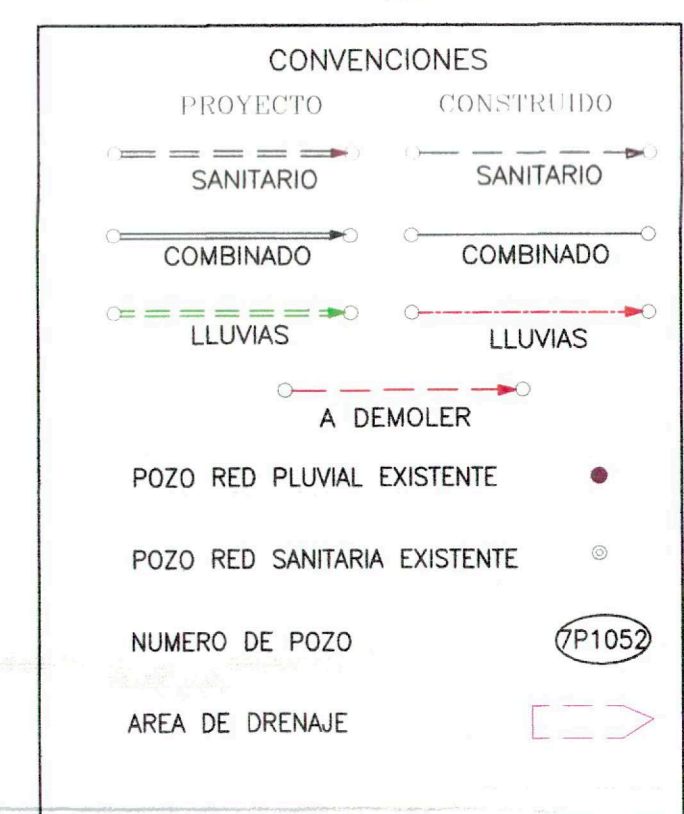 CONVENCIONES
PROYECTO CONSTRUIDO
SANITARIO SANITARIO
COMBINADO COMBINADO
LLUVIAS LLUVIAS
A DEMOLER
POZO RED PLUVIAL EXISTENTE
POZO RED SANITARIA EXISTENTE
NUMERO DE POZO 7P1052
AREA DE DRENAJE